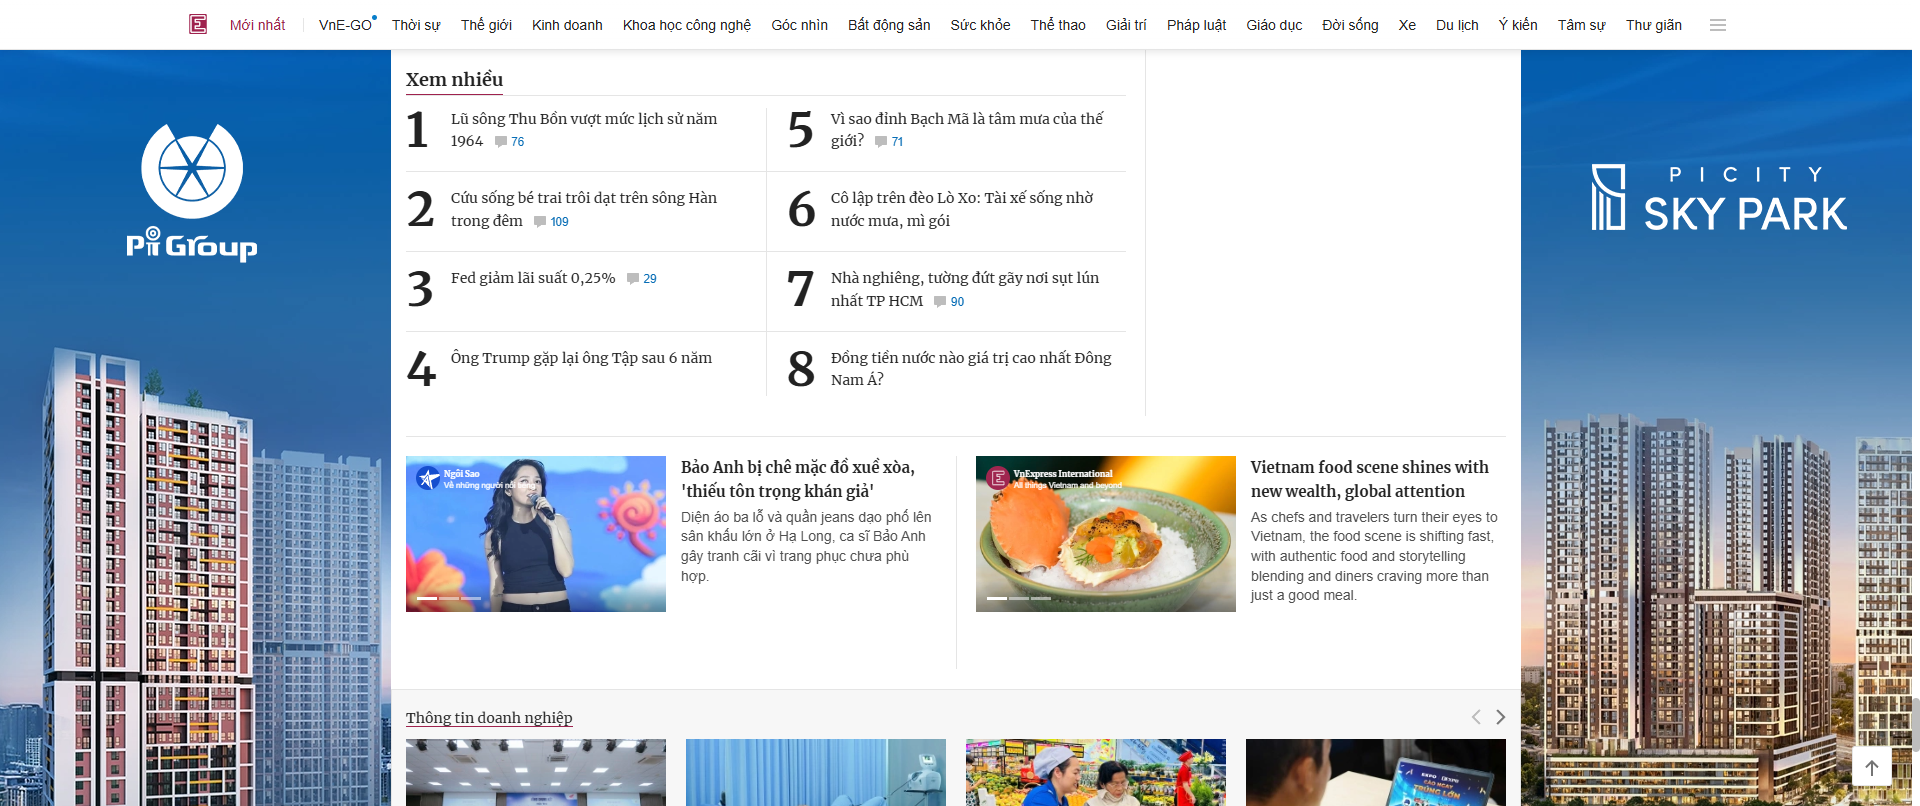 Mới nhất VnE-GO Thời sự Thế giới Kinh doanh Khoa học công nghệ Góc nhìn Bất động sản Sức khỏe Thể thao Giải trí Pháp luật Giáo dục Đời sống Xe Du lịch Ý kiến Tâm sự Thư giãn
Pi Group
PICITY
SKY PARK
Xem nhiều
1
Lũ sông Thu Bồn vượt mức lịch sử năm
1964 76
2
Cứu sống bé trai trôi dạt trên sông Hàn
trong đêm 109
3
Fed giảm lãi suất 0,25% 29
4
Ông Trump gặp lại ông Tập sau 6 năm
5
Vì sao đỉnh Bạch Mã là tâm mưa của thế
giới? 71
6
Cô lập trên đèo Lò Xo: Tài xế sống nhờ
nước mưa, mì gói
7
Nhà nghiêng, tường đứt gãy nơi sụt lún
nhất TP HCM 90
8
Đồng tiền nước nào giá trị cao nhất Đông
Nam Á?
Ngôi Sao
Về những người nổi tiếng
Bảo Anh bị chê mặc đồ xuề xòa,
'thiếu tôn trọng khán giả'
Diện áo ba lỗ và quần jeans dạo phố lên
sân khấu lớn ở Hạ Long, ca sĩ Bảo Anh
gây tranh cãi vì trang phục chưa phù
hợp.
E
VnExpress International
All things Vietnam and beyond
Vietnam food scene shines with
new wealth, global attention
As chefs and travelers turn their eyes to
Vietnam, the food scene is shifting fast,
with authentic food and storytelling
blending and diners craving more than
just a good meal.
Thông tin doanh nghiệp
TRÚNG LỚN